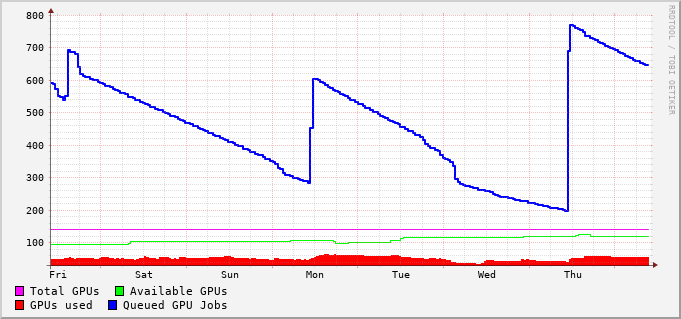 RRDTOOL / TOBI OETIKER
800
700
600
500
400
300
200
100
Fri Sat Sun Mon Tue Wed Thu
Total GPUs Available GPUs
GPUs used Queued GPU Jobs